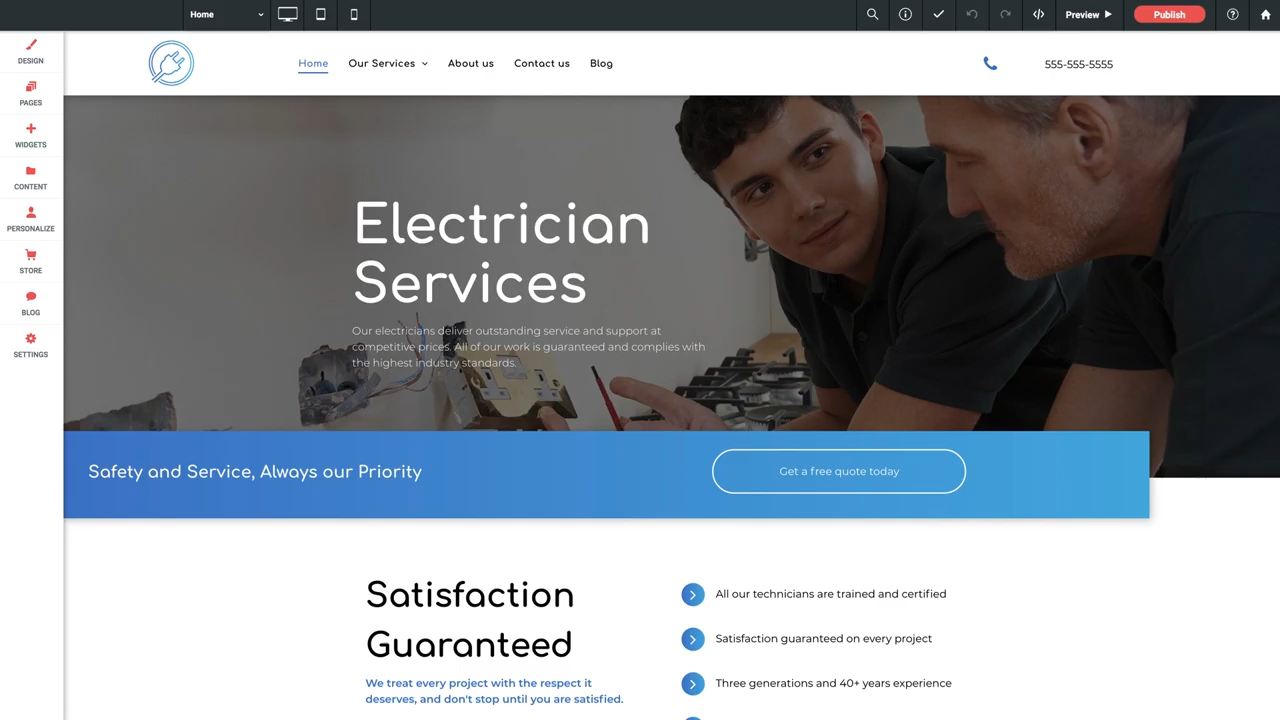 Home
Preview
Publish
DESIGN
PAGES
WIDGETS
CONTENT
PERSONALIZE
STORE
BLOG
SETTINGS
Home
Our Services
About us
Contact us
Blog
555-555-5555
Electrician
Services
Our electricians deliver outstanding service and support at
competitive prices. All of our work is guaranteed and complies with
the highest industry standards.
Safety and Service, Always our Priority
Get a free quote today
Satisfaction
Guaranteed
We treat every project with the respect it
deserves, and don't stop until you are satisfied.
All our technicians are trained and certified
Satisfaction guaranteed on every project
Three generations and 40+ years experience